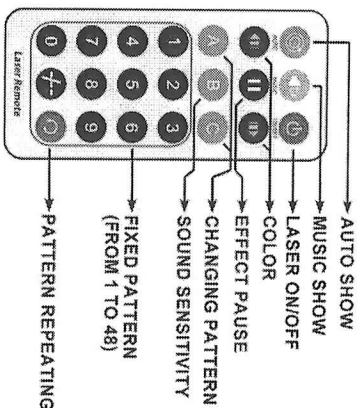 AUTO SHOW
MUSIC SHOW
LASER ON/OFF
COLOR
EFFECT PAUSE
CHANGING PATTERN
SOUND SENSITIVITY
FIXED PATTERN
(FROM 1 TO 48)
PATTERN REPEATING
A B C
1 2 3
4 5 6
7 8 9
0 -/--
Laser Remote